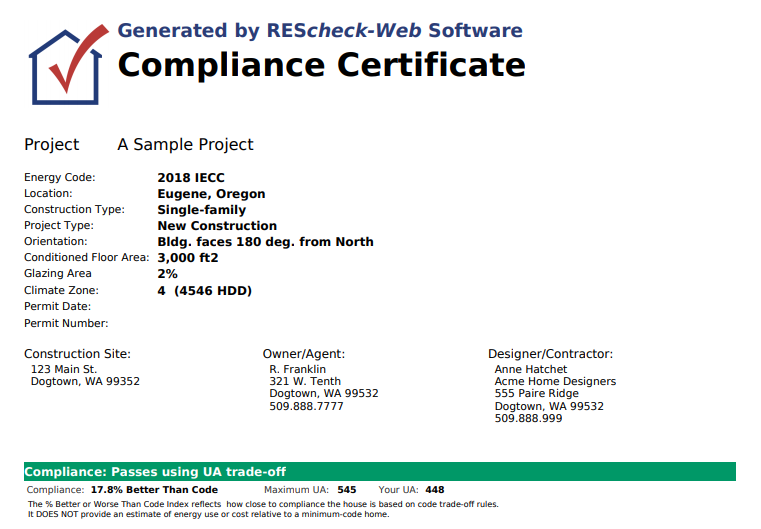 Generated by REScheck-Web Software
Compliance Certificate
Project A Sample Project
Energy Code: 2018 IECC
Location: Eugene, Oregon
Construction Type: Single-family
Project Type: New Construction
Orientation: Bldg. faces 180 deg. from North
Conditioned Floor Area: 3,000 ft2
Glazing Area 2%
Climate Zone: 4 (4546 HDD)
Permit Date:
Permit Number:
Construction Site: Owner/Agent: Designer/Contractor:
123 Main St. R. Franklin Anne Hatchet
Dogtown, WA 99352 321 W. Tenth Acme Home Designers
Dogtown, WA 99532 555 Paire Ridge
509.888.7777 Dogtown, WA 99532
509.888.999
Compliance: Passes using UA trade-off
Compliance: 17.8% Better Than Code Maximum UA: 545 Your UA: 448
The % Better or Worse Than Code Index reflects how close to compliance the house is based on code trade-off rules.
It DOES NOT provide an estimate of energy use or cost relative to a minimum-code home.